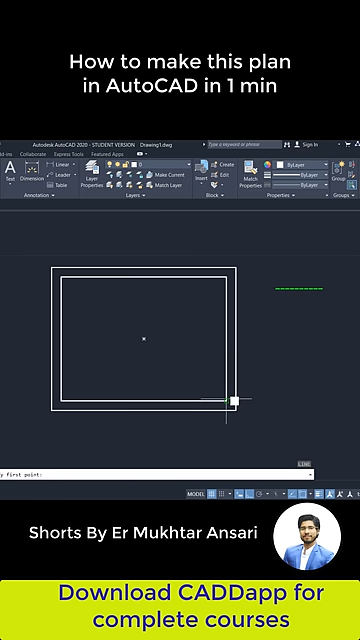 How to make this plan
in AutoCAD in 1 min
Autodesk AutoCAD 2020 - STUDENT VERSION Drawing1.dwg
Type a keyword or phrase
Sign In
dd-ins Collaborate Express Tools Featured Apps
A
Text
Dimension
Linear
Leader
Table
Annotation
Layer
Properties
0
Make Current
Match Layer
Layers
Insert
Create
Edit
Block
Match
Properties
ByLayer
ByLayer
ByLayer
Properties
Group
Groups
LINE
y first point:
MODEL
Shorts By Er Mukhtar Ansari
Download CADDapp for
complete courses